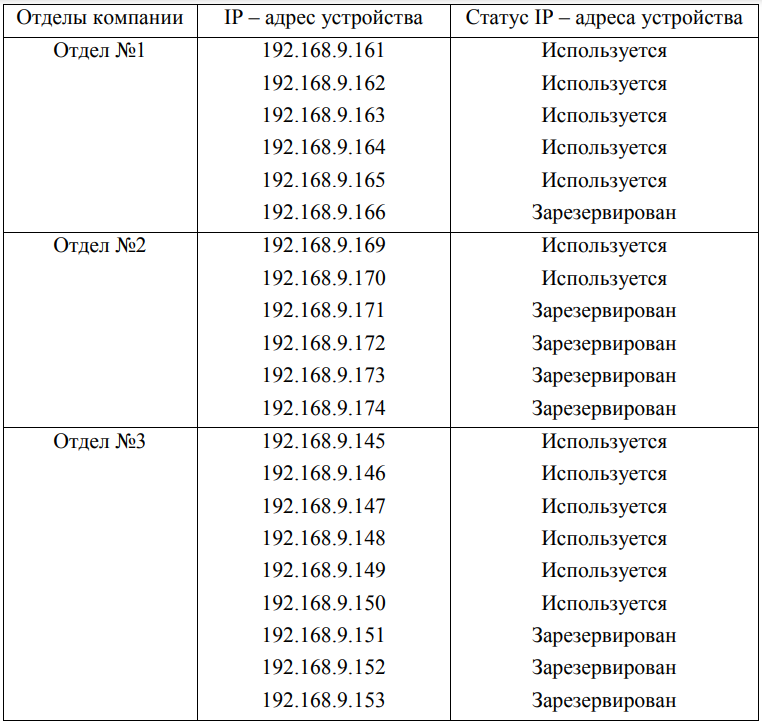 Отделы компании IP – адрес устройства Статус IP – адреса устройства
Отдел №1 192.168.9.161 Используется
192.168.9.162 Используется
192.168.9.163 Используется
192.168.9.164 Используется
192.168.9.165 Используется
192.168.9.166 Зарезервирован
Отдел №2 192.168.9.169 Используется
192.168.9.170 Используется
192.168.9.171 Зарезервирован
192.168.9.172 Зарезервирован
192.168.9.173 Зарезервирован
192.168.9.174 Зарезервирован
Отдел №3 192.168.9.145 Используется
192.168.9.146 Используется
192.168.9.147 Используется
192.168.9.148 Используется
192.168.9.149 Используется
192.168.9.150 Используется
192.168.9.151 Зарезервирован
192.168.9.152 Зарезервирован
192.168.9.153 Зарезервирован